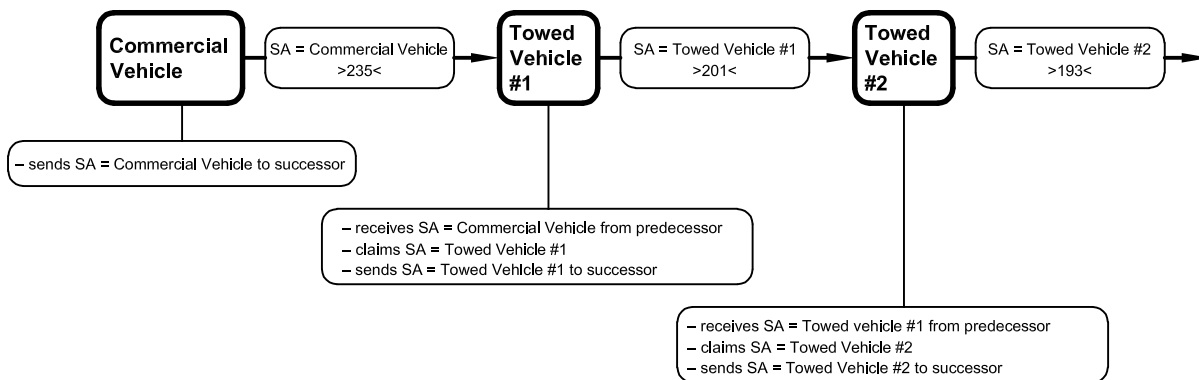 Commercial
Vehicle
SA = Commercial Vehicle
>235<
Towed
Vehicle
#1
SA = Towed Vehicle #1
>201<
Towed
Vehicle
#2
SA = Towed Vehicle #2
>193<
– sends SA = Commercial Vehicle to successor
– receives SA = Commercial Vehicle from predecessor
– claims SA = Towed Vehicle #1
– sends SA = Towed Vehicle #1 to successor
– receives SA = Towed vehicle #1 from predecessor
– claims SA = Towed Vehicle #2
– sends SA = Towed Vehicle #2 to successor